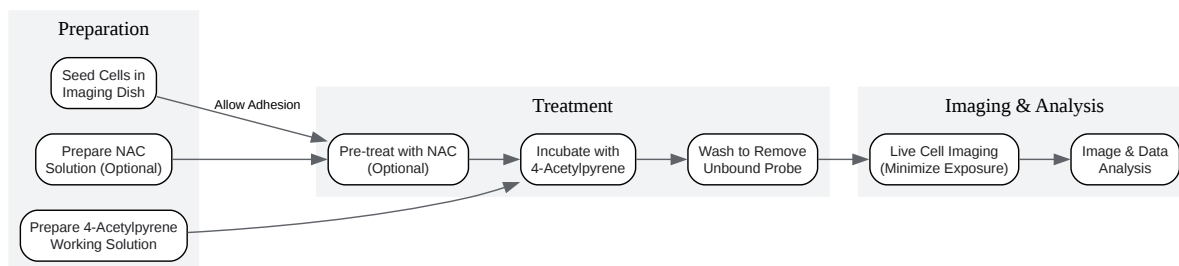 Preparation
Seed Cells in
Imaging Dish
Allow Adhesion
Prepare NAC
Solution (Optional)
Prepare 4-Acetylpyrene
Working Solution
Treatment
Pre-treat with NAC
(Optional)
Incubate with
4-Acetylpyrene
Wash to Remove
Unbound Probe
Imaging & Analysis
Live Cell Imaging
(Minimize Exposure)
Image & Data
Analysis